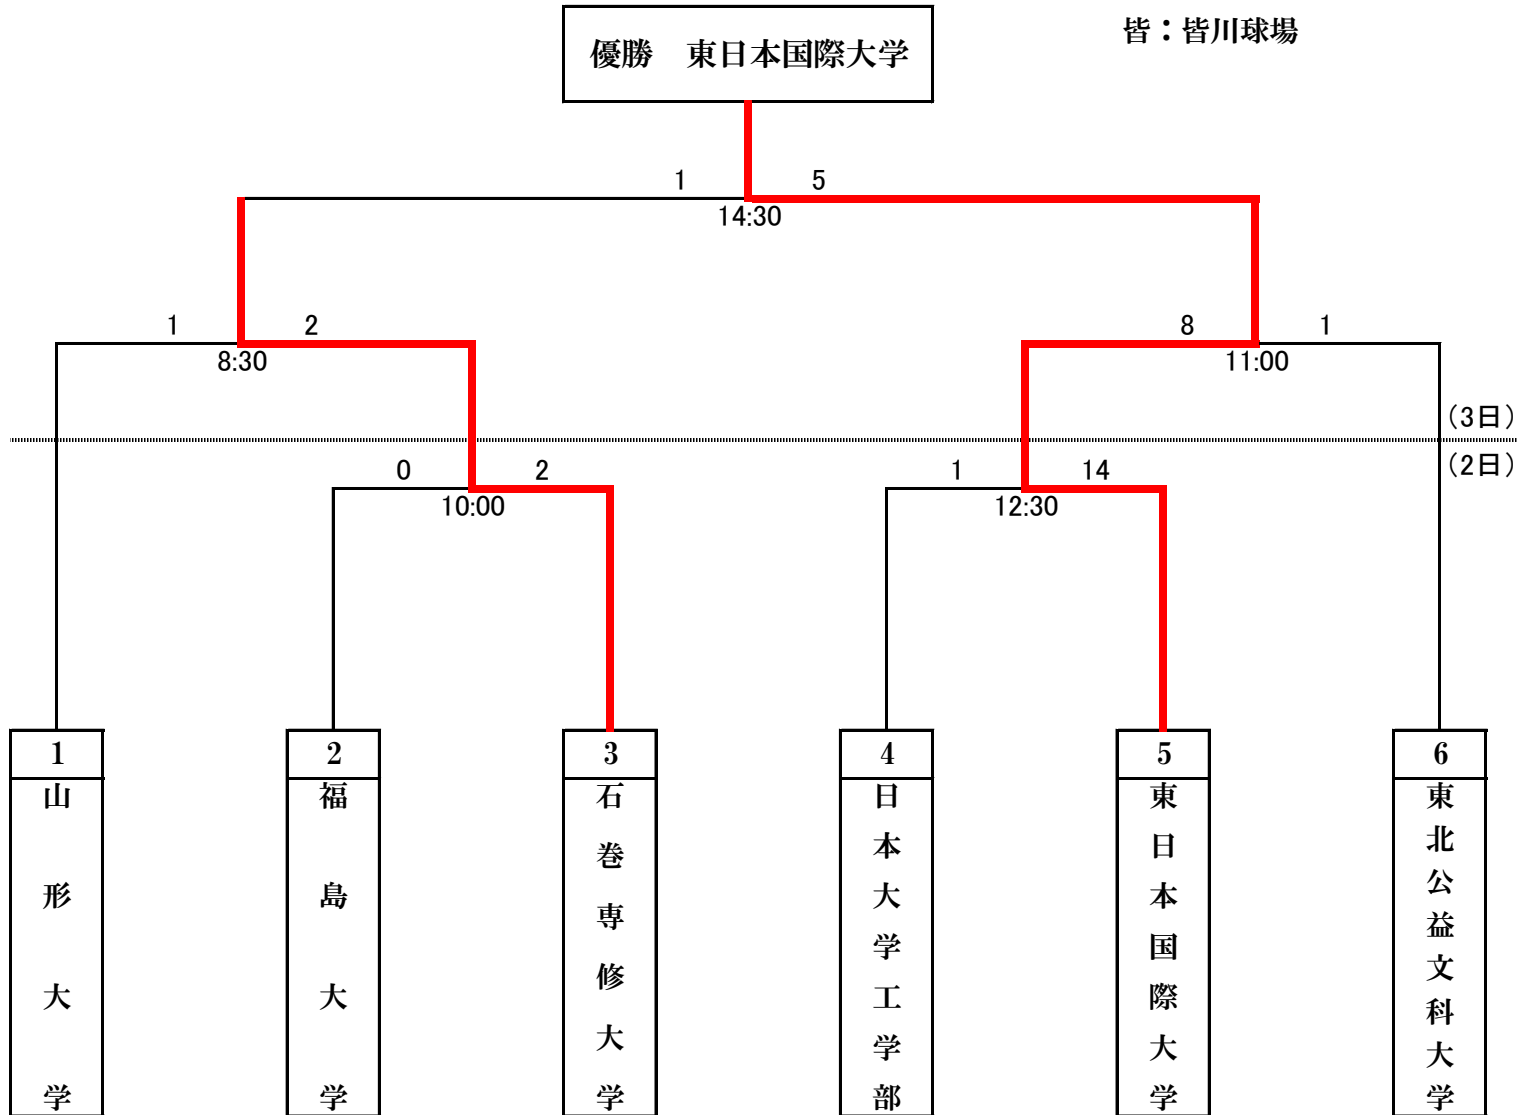 皆：皆川球場
優勝　東日本国際大学
1 5
14:30
1 2
8:30
8 1
11:00
（3日）
（2日）
0 2
10:00
1 14
12:30
1 2 3 4 5 6
山形大学
福島大学
石巻専修大学
日本大学工学部
東日本国際大学
東北公益文科大学